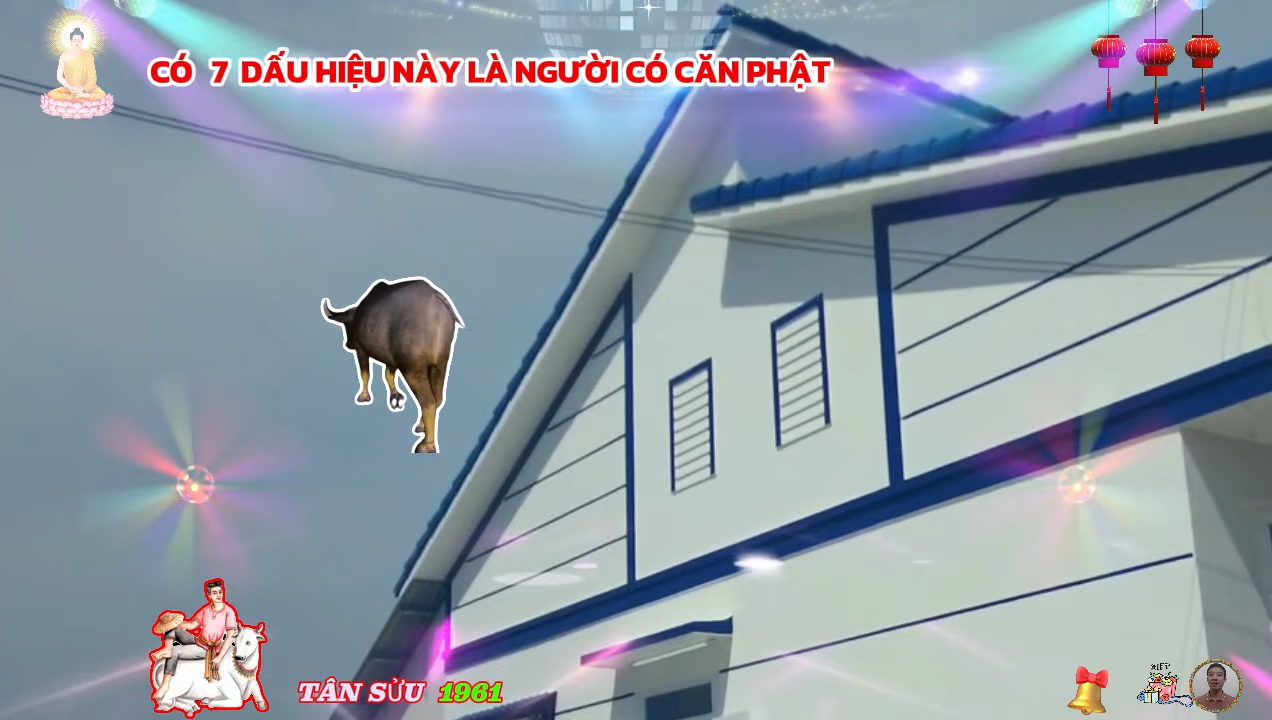 CÓ 7 DẤU HIỆU NÀY LÀ NGƯỜI CÓ CĂN PHẬT
TÂN SỬU 1961